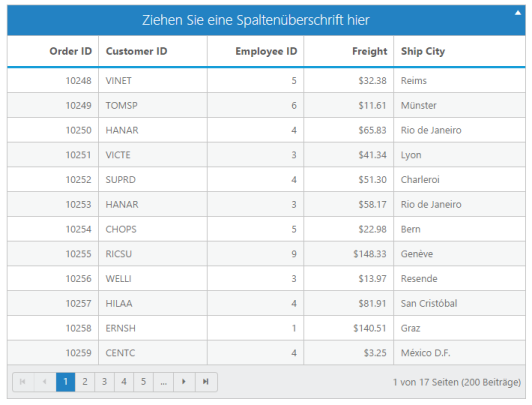 Ziehen Sie eine Spaltenüberschrift hier
Order ID Customer ID Employee ID Freight Ship City
10248 VINET 5 $32.38 Reims
10249 TOMSP 6 $11.61 Münster
10250 HANAR 4 $65.83 Rio de Janeiro
10251 VICTE 3 $41.34 Lyon
10252 SUPRD 4 $51.30 Charleroi
10253 HANAR 3 $58.17 Rio de Janeiro
10254 CHOPS 5 $22.98 Bern
10255 RICSU 9 $148.33 Genève
10256 WELLI 3 $13.97 Resende
10257 HILAA 4 $81.91 San Cristóbal
10258 ERNSH 1 $140.51 Graz
10259 CENTC 4 $3.25 México D.F.
1 2 3 4 5 ... 1 von 17 Seiten (200 Beiträge)